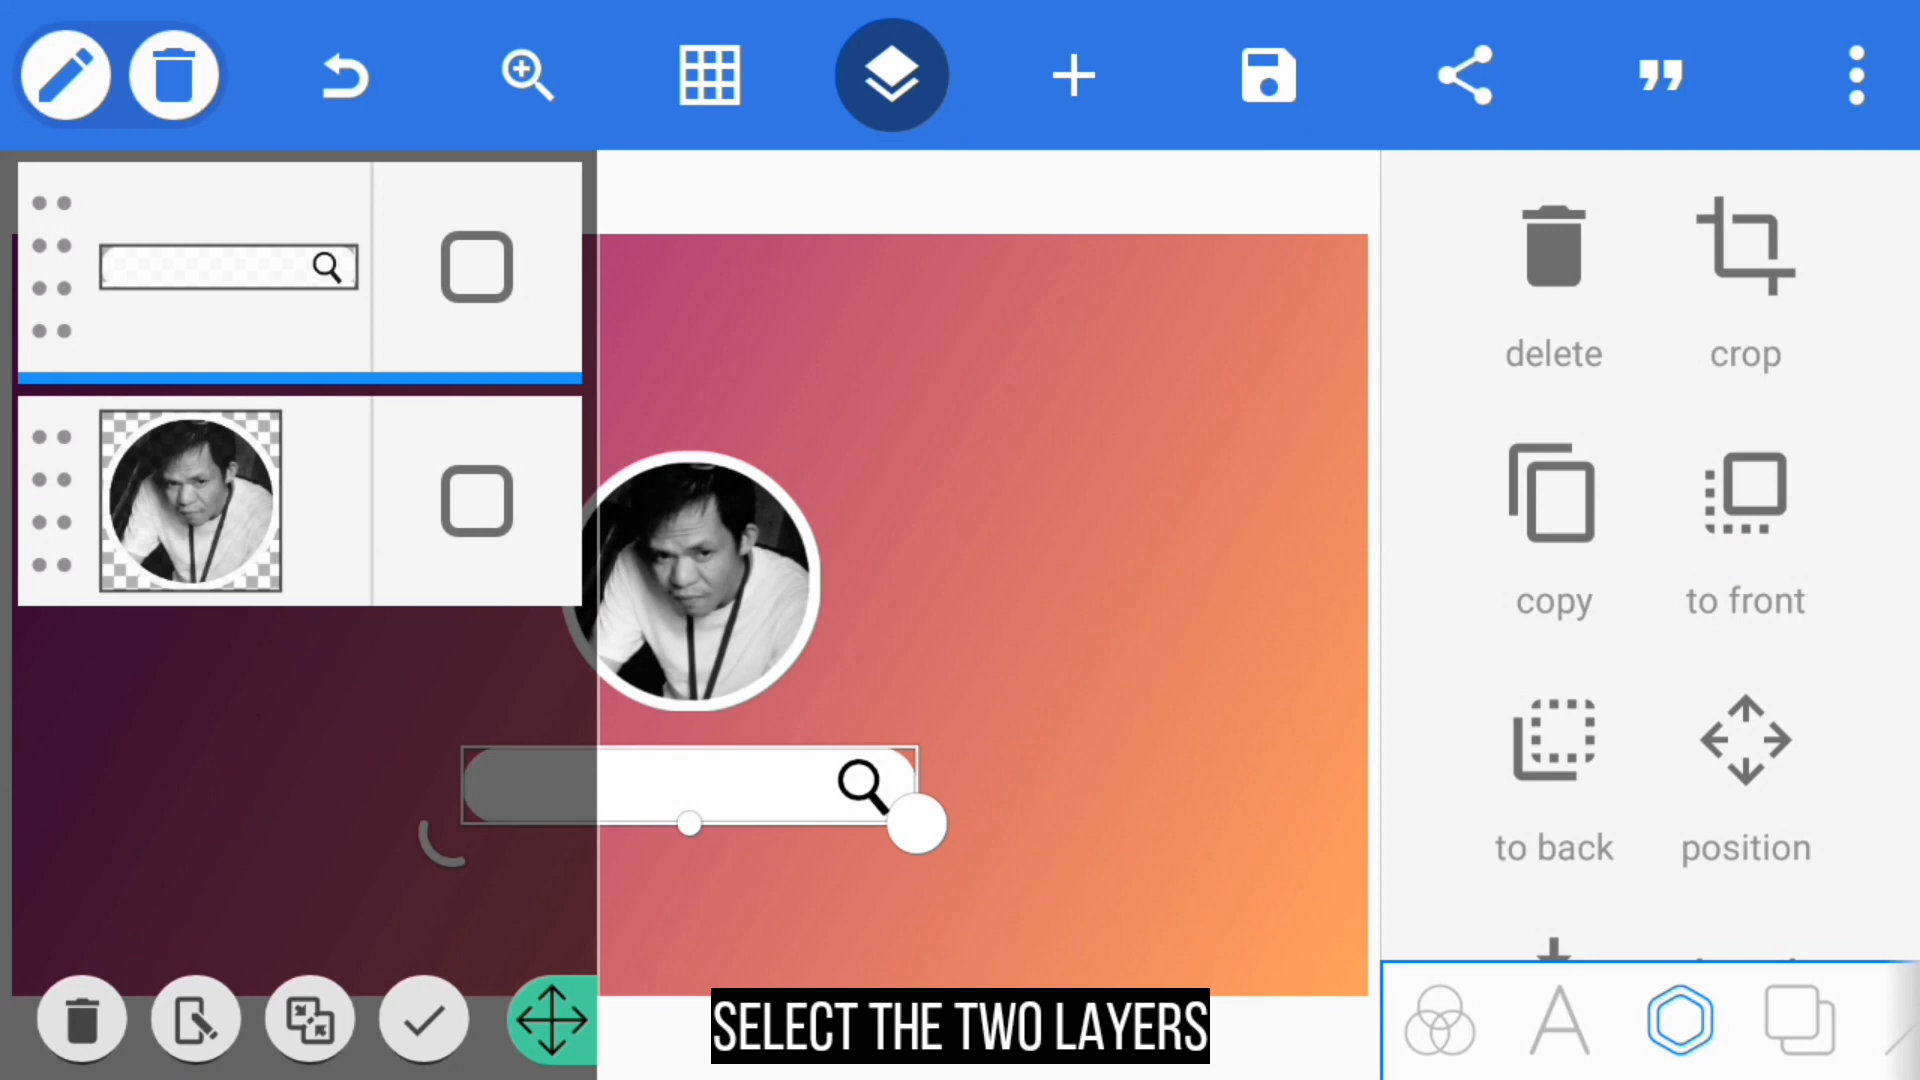 delete
crop
copy
to front
to back
position
SELECT THE TWO LAYERS